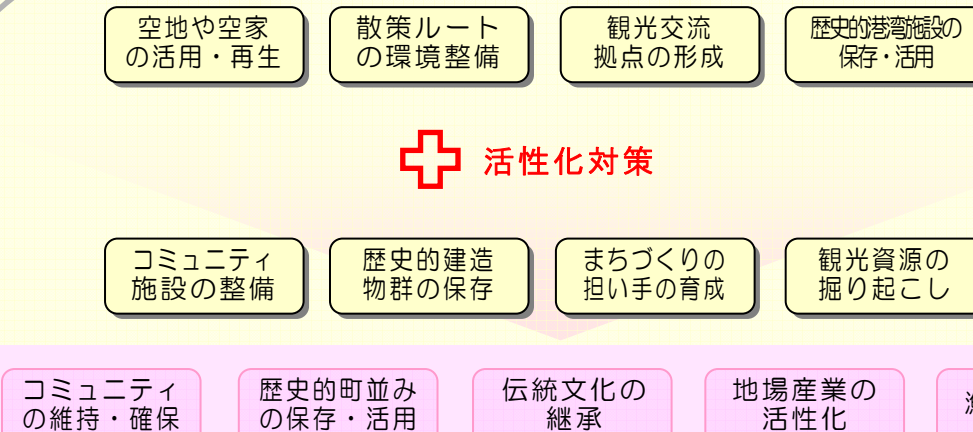 空地や空家
の活用・再生
散策ルート
の環境整備
観光交流
拠点の形成
歴史的港湾施設の
保存・活用
活性化対策
コミュニティ
施設の整備
歴史的建造
物群の保存
まちづくりの
担い手の育成
観光資源の
掘り起こし
コミュニティ
の維持・確保
歴史的町並み
の保存・活用
伝統文化の
継承
地場産業の
活性化